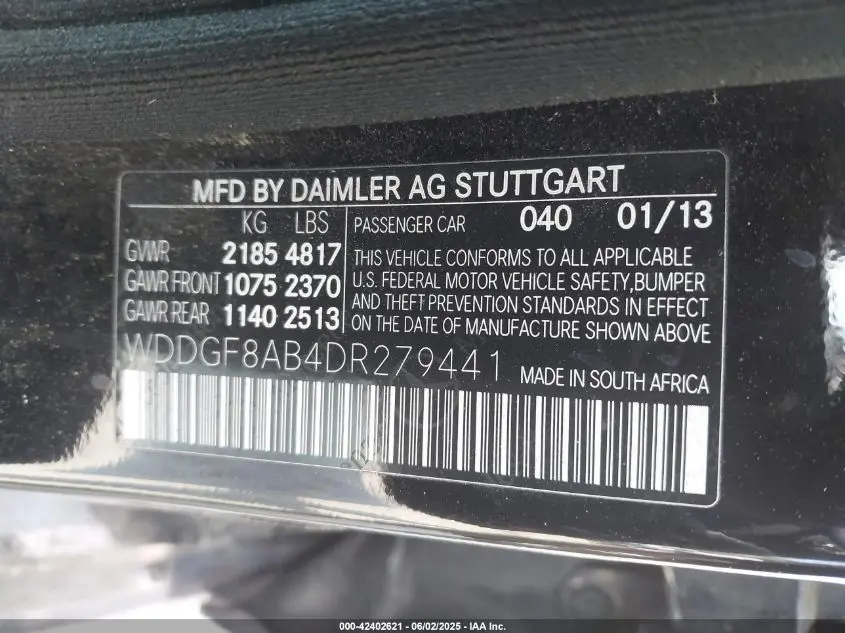 MFD BY DAIMLER AG STUTTGART
KG LBS
GVWR 2185 4817
GAWR FRONT 1075 2370
GAWR REAR 1140 2513
PASSENGER CAR 040 01/13
THIS VEHICLE CONFORMS TO ALL APPLICABLE
U.S. FEDERAL MOTOR VEHICLE SAFETY,BUMPER
AND THEFT PREVENTION STANDARDS IN EFFECT
ON THE DATE OF MANUFACTURE SHOWN ABOVE
WDDGF8AB4DR279441
MADE IN SOUTH AFRICA
000-42402621 - 06/02/2025 - IAA Inc.